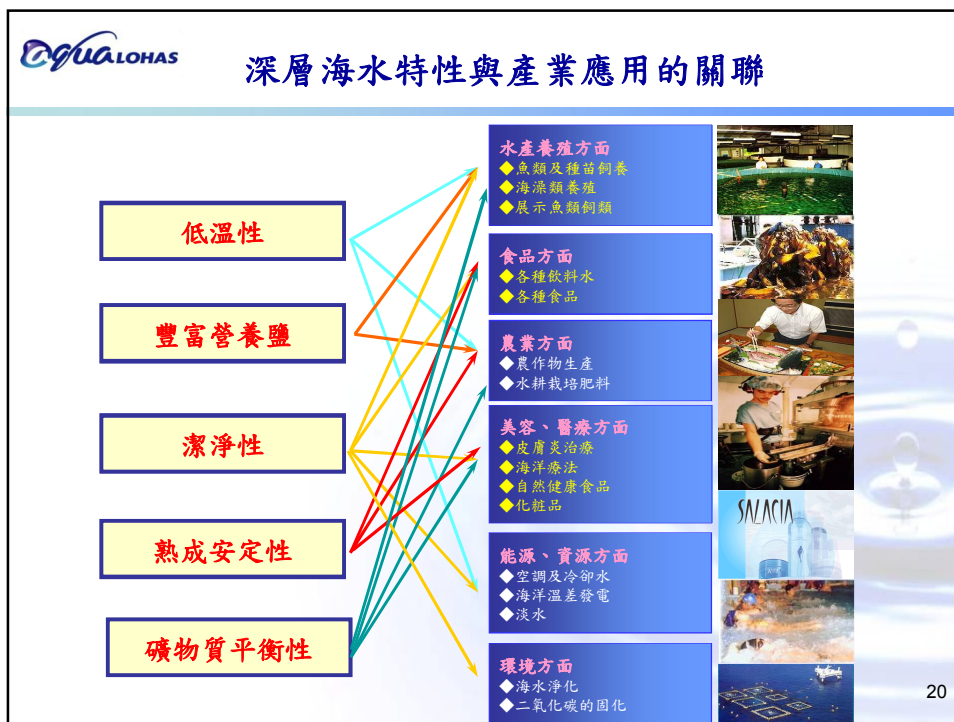 aquaLOHAS
深層海水特性與產業應用的關聯
低溫性
豐富營養鹽
潔淨性
熟成安定性
礦物質平衡性
水產養殖方面
◆魚類及種苗飼養
◆海藻類養殖
◆展示魚類飼類
食品方面
◆各種飲料水
◆各種食品
農業方面
◆農作物生產
◆水耕栽培肥料
美容、醫療方面
◆皮膚炎治療
◆海洋療法
◆自然健康食品
◆化粧品
能源、資源方面
◆空調及冷卻水
◆海洋溫差發電
◆淡水
環境方面
◆海水淨化
◆二氧化碳的固化
SALACIA
20